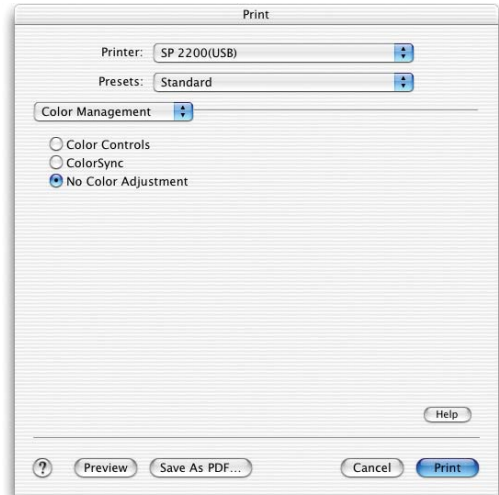 Print
Printer: SP 2200(USB)
Presets: Standard
Color Management
Color Controls
ColorSync
No Color Adjustment
Help
? Preview Save As PDF... Cancel Print